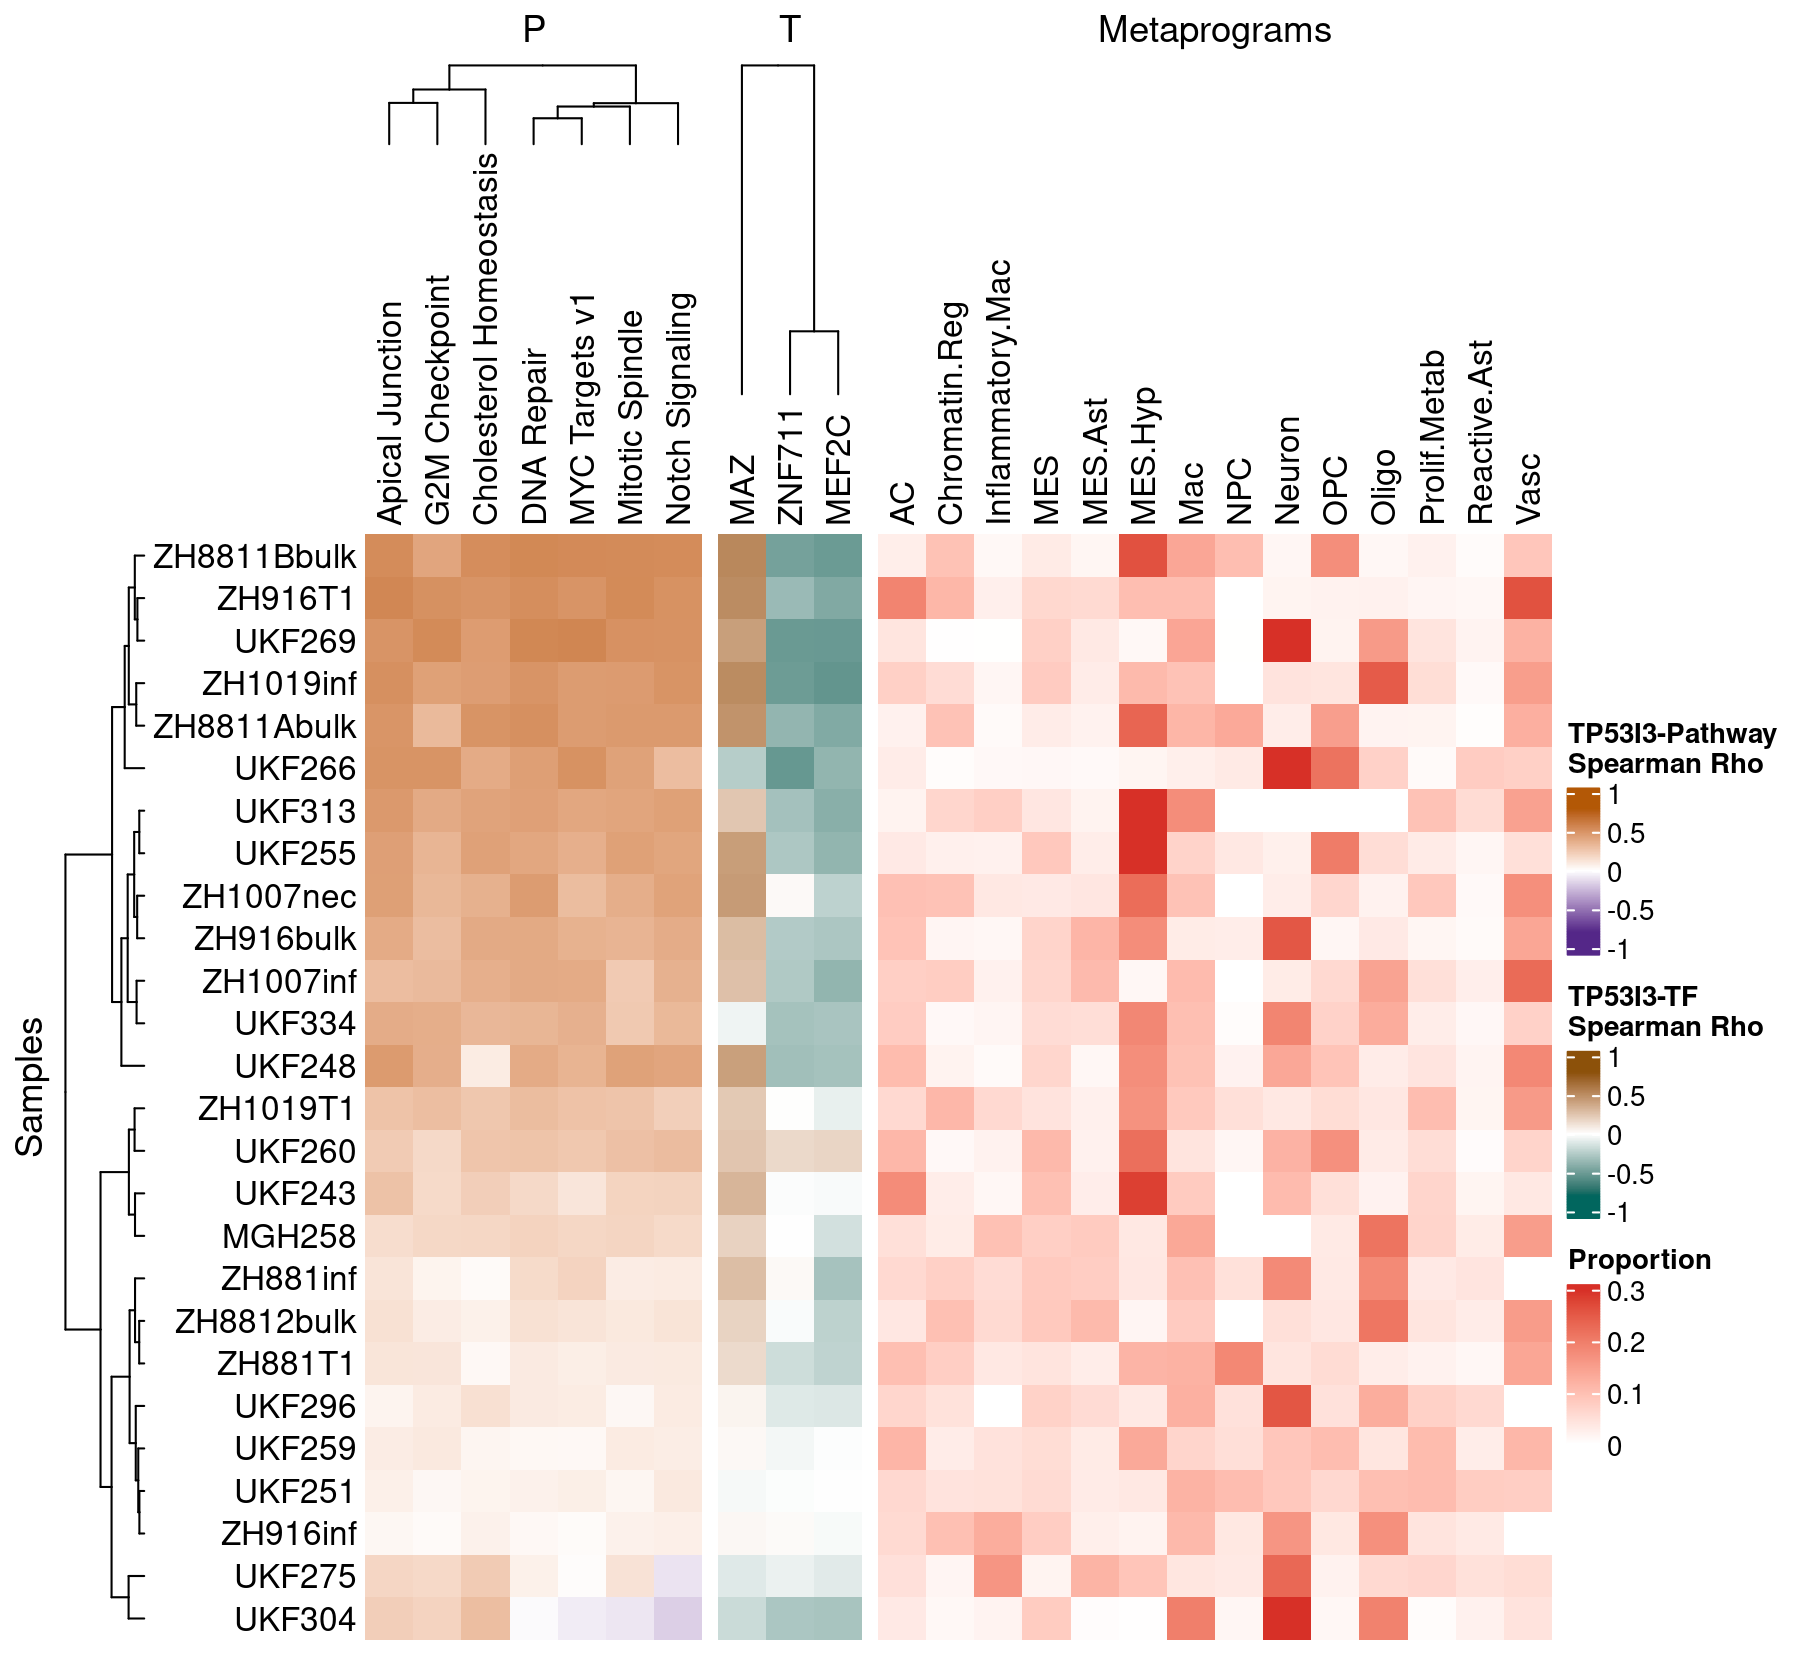 P
T
Metaprograms
Apical Junction
G2M Checkpoint
Cholesterol Homeostasis
DNA Repair
MYC Targets v1
Mitotic Spindle
Notch Signaling
MAZ
ZNF711
MEF2C
AC
Chromatin.Reg
Inflammatory.Mac
MES
MES.Ast
MES.Hyp
Mac
NPC
Neuron
OPC
Oligo
Prolif.Metab
Reactive.Ast
Vasc
Samples
ZH8811Bbulk
ZH916T1
UKF269
ZH1019inf
ZH8811Abulk
UKF266
UKF313
UKF255
ZH1007nec
ZH916bulk
ZH1007inf
UKF334
UKF248
ZH1019T1
UKF260
UKF243
MGH258
ZH881inf
ZH8812bulk
ZH881T1
UKF296
UKF259
UKF251
ZH916inf
UKF275
UKF304
TP53I3-Pathway
Spearman Rho
1
0.5
0
-0.5
-1
TP53I3-TF
Spearman Rho
1
0.5
0
-0.5
-1
Proportion
0.3
0.2
0.1
0